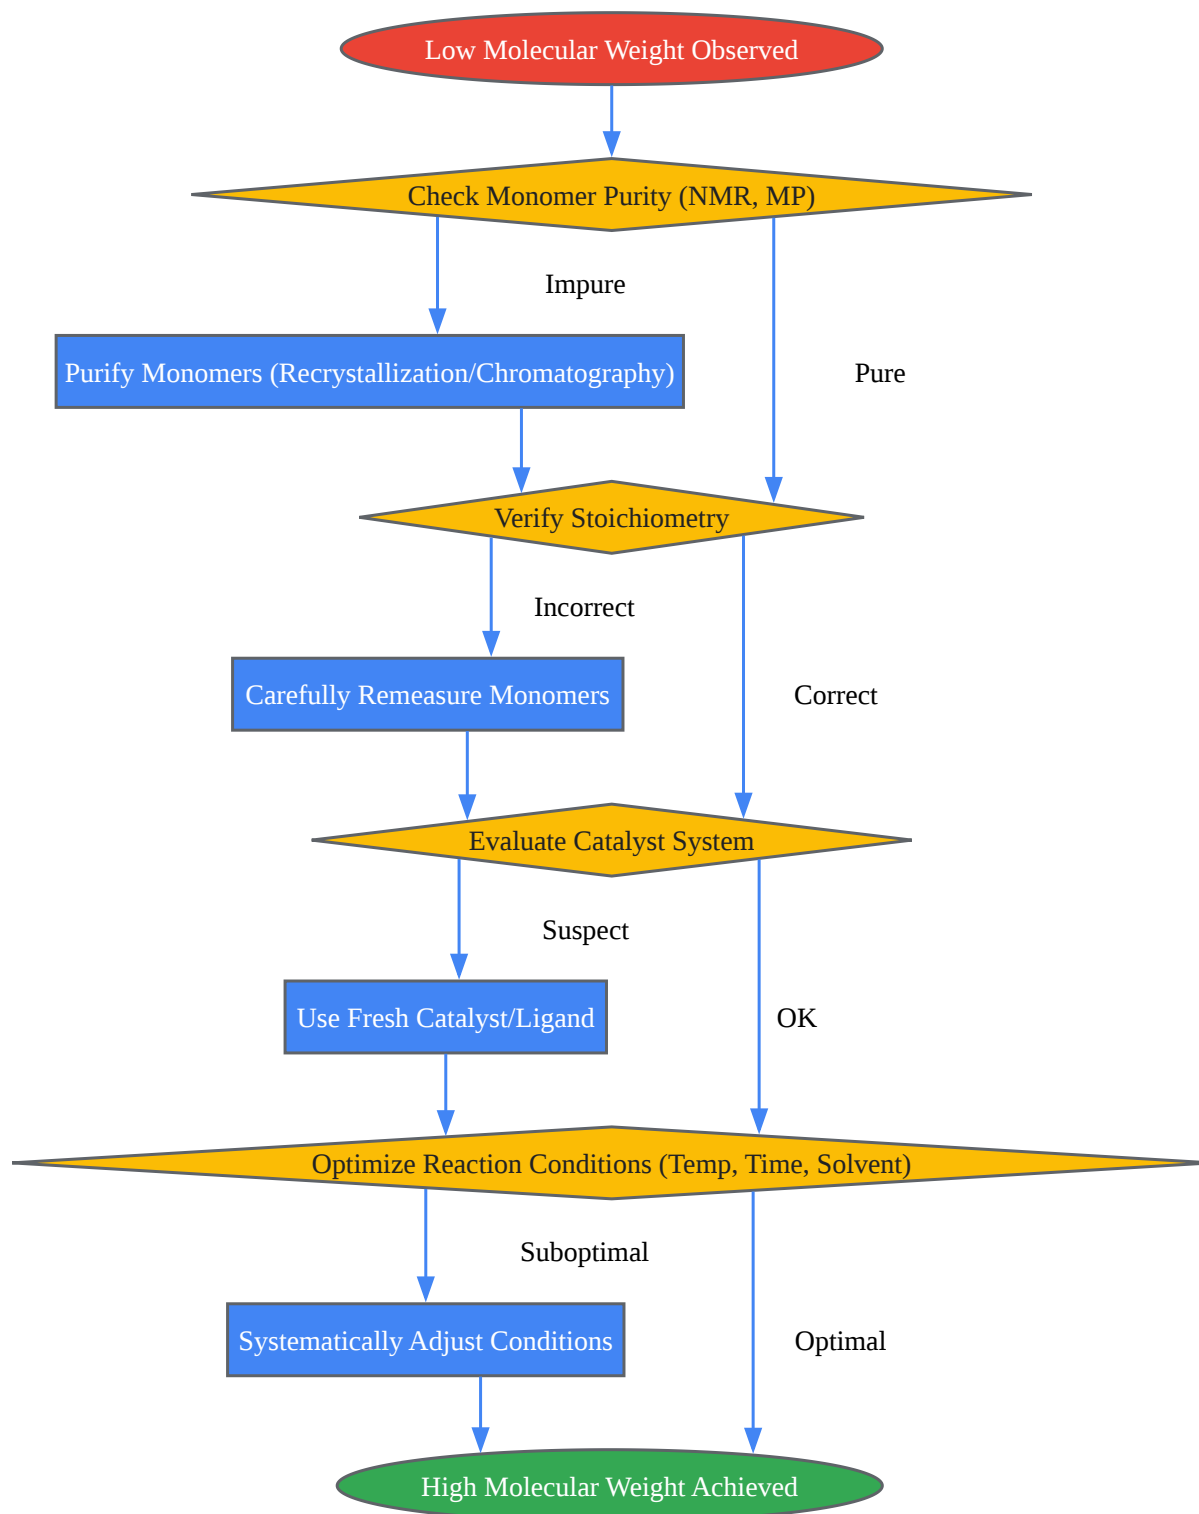 Low Molecular Weight Observed
Check Monomer Purity (NMR, MP)
Impure
Purify Monomers (Recrystallization/Chromatography)
Pure
Verify Stoichiometry
Incorrect
Carefully Remeasure Monomers
Correct
Evaluate Catalyst System
Suspect
Use Fresh Catalyst/Ligand
OK
Optimize Reaction Conditions (Temp, Time, Solvent)
Suboptimal
Systematically Adjust Conditions
Optimal
High Molecular Weight Achieved